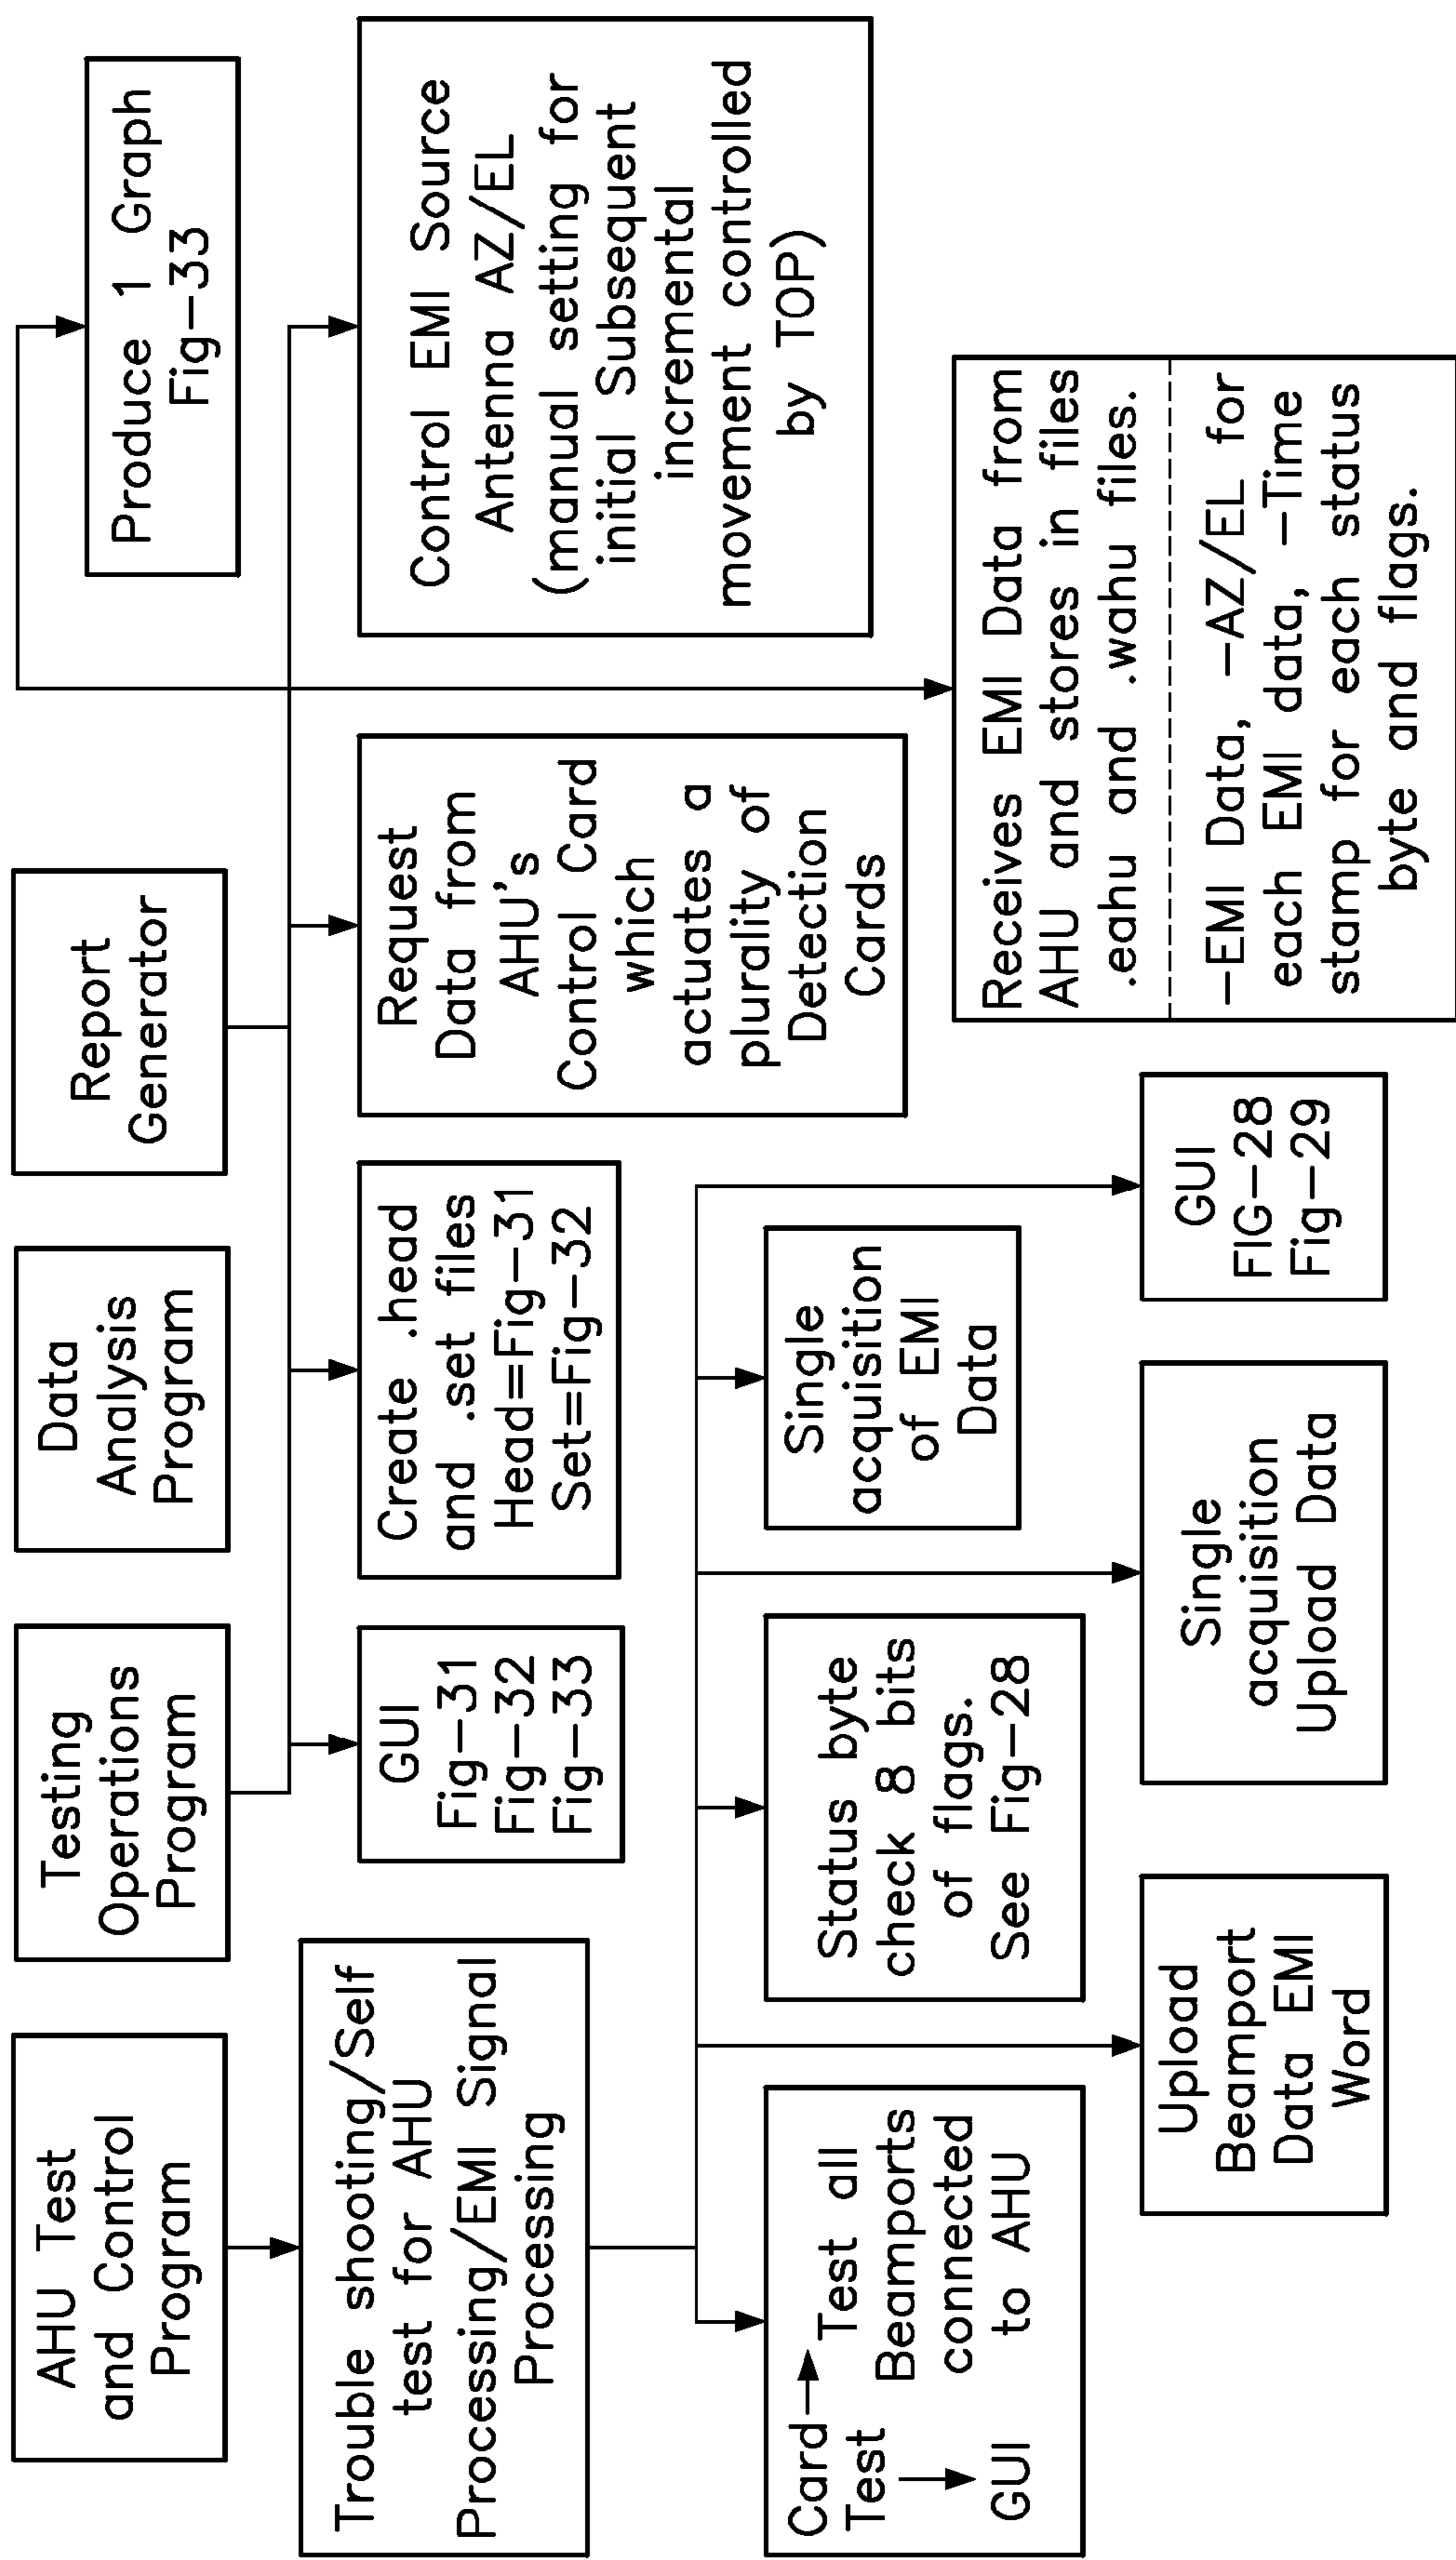 AHU Test
and Control
Program
Testing
Operations
Program
Data
Analysis
Program
Report
Generator
Produce 1 Graph
Fig-33
Trouble shooting/Self
test for AHU
Processing/EMI Signal
Processing
GUI
Fig-31
Fig-32
Fig-33
Create .head
and .set files
Head=Fig-31
Set=Fig-32
Request
Data from
AHU's
Control Card
which
actuates a
plurality of
Detection
Cards
Control EMI Source
Antenna AZ/EL
(manual setting for
initial Subsequent
incremental
movement controlled
by TOP)
Card
Test
GUI
Test all
Beamports
connected
to AHU
Status byte
check 8 bits
of flags.
See Fig-28
Single
acquisition
of EMI
Data
Receives EMI Data from
AHU and stores in files
.eahu and .wahu files.
-EMI Data, -AZ/EL for
each EMI data, -Time
stamp for each status
byte and flags.
Upload
Beamport
Data EMI
Word
Single
acquisition
Upload Data
GUI
FIG-28
Fig-29